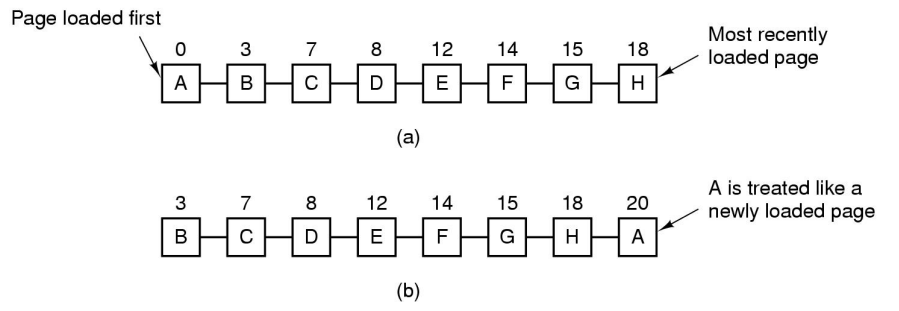 Page loaded first
0 3 7 8 12 14 15 18
Most recently
loaded page
A B C D E F G H
(a)
3 7 8 12 14 15 18 20
A is treated like a
newly loaded page
B C D E F G H A
(b)